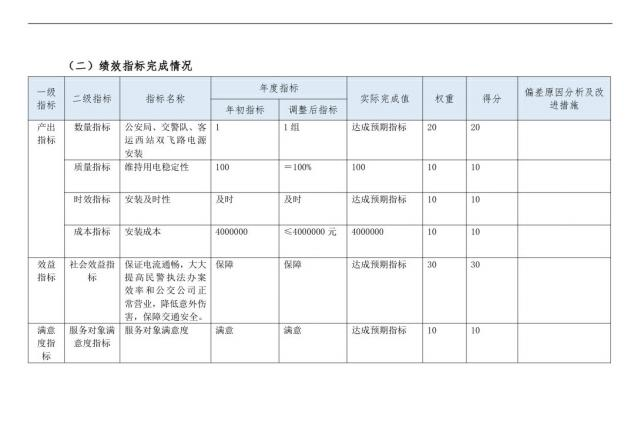 （二）绩效指标完成情况
一级指标 二级指标 指标名称 年度指标 实际完成值 权重 得分 偏差原因分析及改进措施
年初指标 调整后指标
产出指标 数量指标 公安局、交警队、客运西站双飞路电源安装 1 1 组 达成预期指标 20 20
质量指标 维持用电稳定性 100 ＝100% 100 10 10
时效指标 安装及时性 及时 及时 达成预期指标 10 10
成本指标 安装成本 4000000 ≤4000000 元 4000000 10 10
效益指标 社会效益指标 保证电流通畅，大大提高民警执法办案效率和公交公司正常营业，降低意外伤害，保障交通安全。 保障 保障 达成预期指标 30 30
满意度指标 服务对象满意度指标 服务对象满意度 满意 满意 达成预期指标 10 10